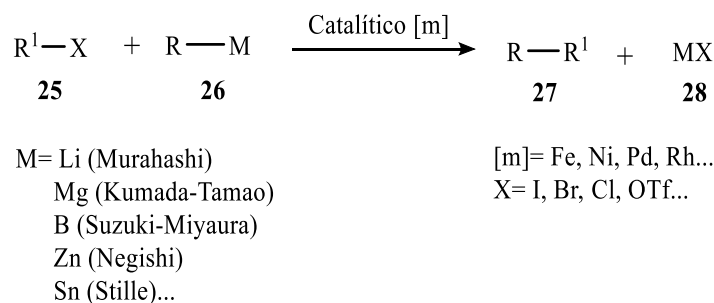 Catalítico [m]
R¹—X + R—M R—R¹ + MX
25 26 27 28
M= Li (Murahashi)
Mg (Kumada-Tamao)
B (Suzuki-Miyaura)
Zn (Negishi)
Sn (Stille)...
[m]= Fe, Ni, Pd, Rh...
X= I, Br, Cl, OTf...